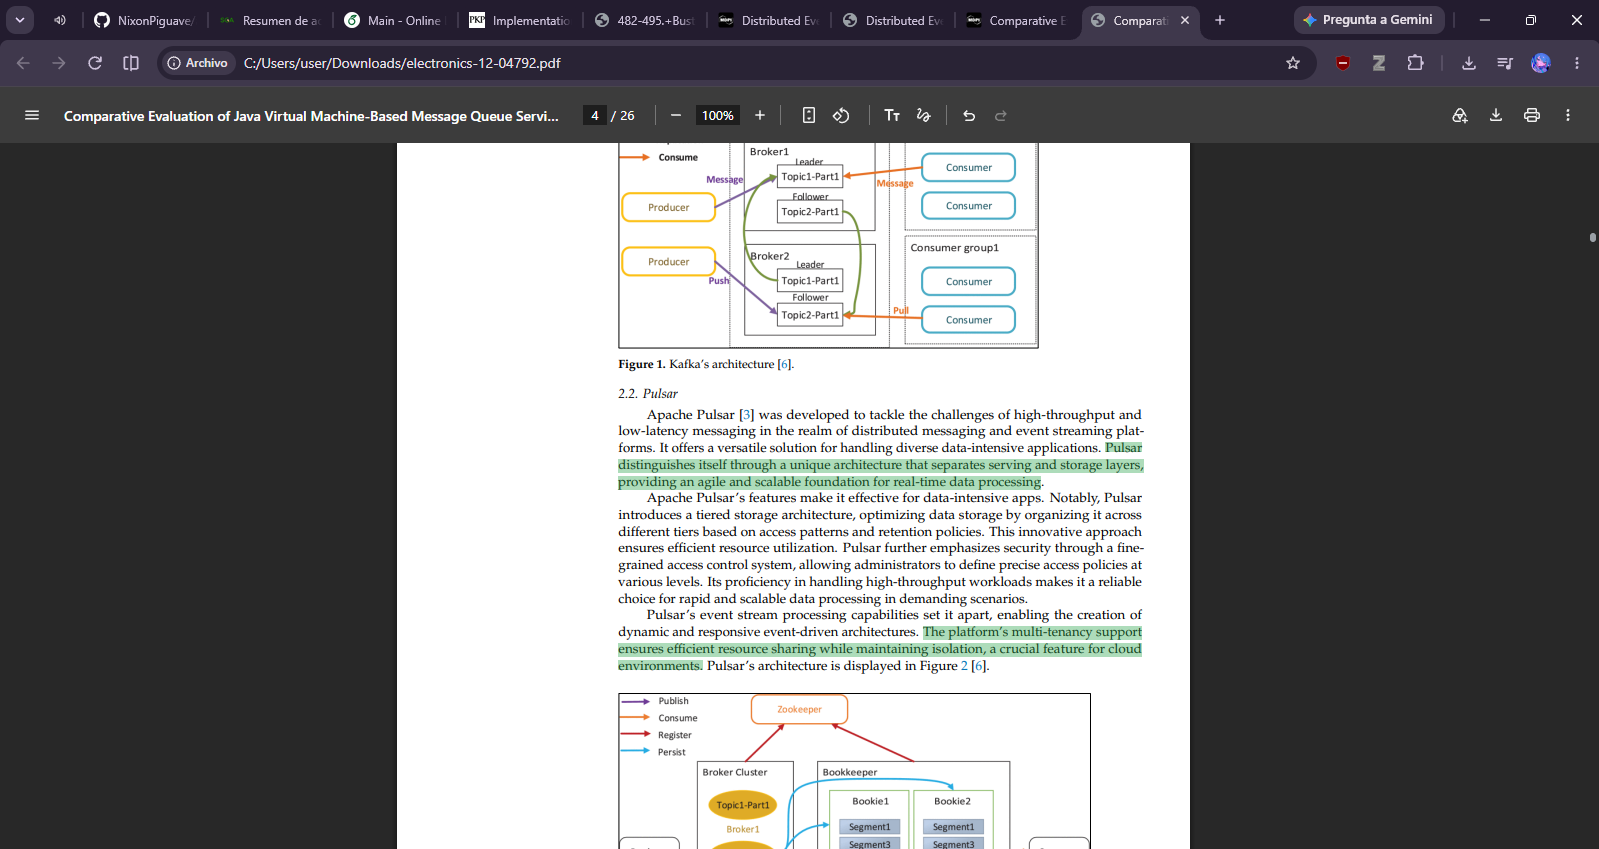 NixonPiguave/
Resumen de a
Main - Online
PKP
Implementatio
482-495.+Bus
Distributed Ev
Distributed Ev
Comparative E
Comparati
Pregunta a Gemini
Archivo
C:/Users/user/Downloads/electronics-12-04792.pdf
Comparative Evaluation of Java Virtual Machine-Based Message Queue Servi...
4 / 26
100%
Consume
Broker1
Leader
Topic1-Part1
Follower
Topic2-Part1
Message
Producer
Message
Consumer
Consumer
Producer
Push
Broker2
Leader
Topic1-Part1
Follower
Topic2-Part1
Pull
Consumer group1
Consumer
Consumer
Figure 1. Kafka's architecture [6].
2.2. Pulsar
Apache Pulsar [3] was developed to tackle the challenges of high-throughput and
low-latency messaging in the realm of distributed messaging and event streaming plat-
forms. It offers a versatile solution for handling diverse data-intensive applications. Pulsar
distinguishes itself through a unique architecture that separates serving and storage layers,
providing an agile and scalable foundation for real-time data processing.
Apache Pulsar's features make it effective for data-intensive apps. Notably, Pulsar
introduces a tiered storage architecture, optimizing data storage by organizing it across
different tiers based on access patterns and retention policies. This innovative approach
ensures efficient resource utilization. Pulsar further emphasizes security through a fine-
grained access control system, allowing administrators to define precise access policies at
various levels. Its proficiency in handling high-throughput workloads makes it a reliable
choice for rapid and scalable data processing in demanding scenarios.
Pulsar's event stream processing capabilities set it apart, enabling the creation of
dynamic and responsive event-driven architectures. The platform's multi-tenancy support
ensures efficient resource sharing while maintaining isolation, a crucial feature for cloud
environments. Pulsar's architecture is displayed in Figure 2 [6].
Publish
Consume
Register
Persist
Zookeeper
Broker Cluster
Topic1-Part1
Broker1
Bookkeeper
Bookie1
Bookie2
Segment1
Segment1
Segment3
Segment3